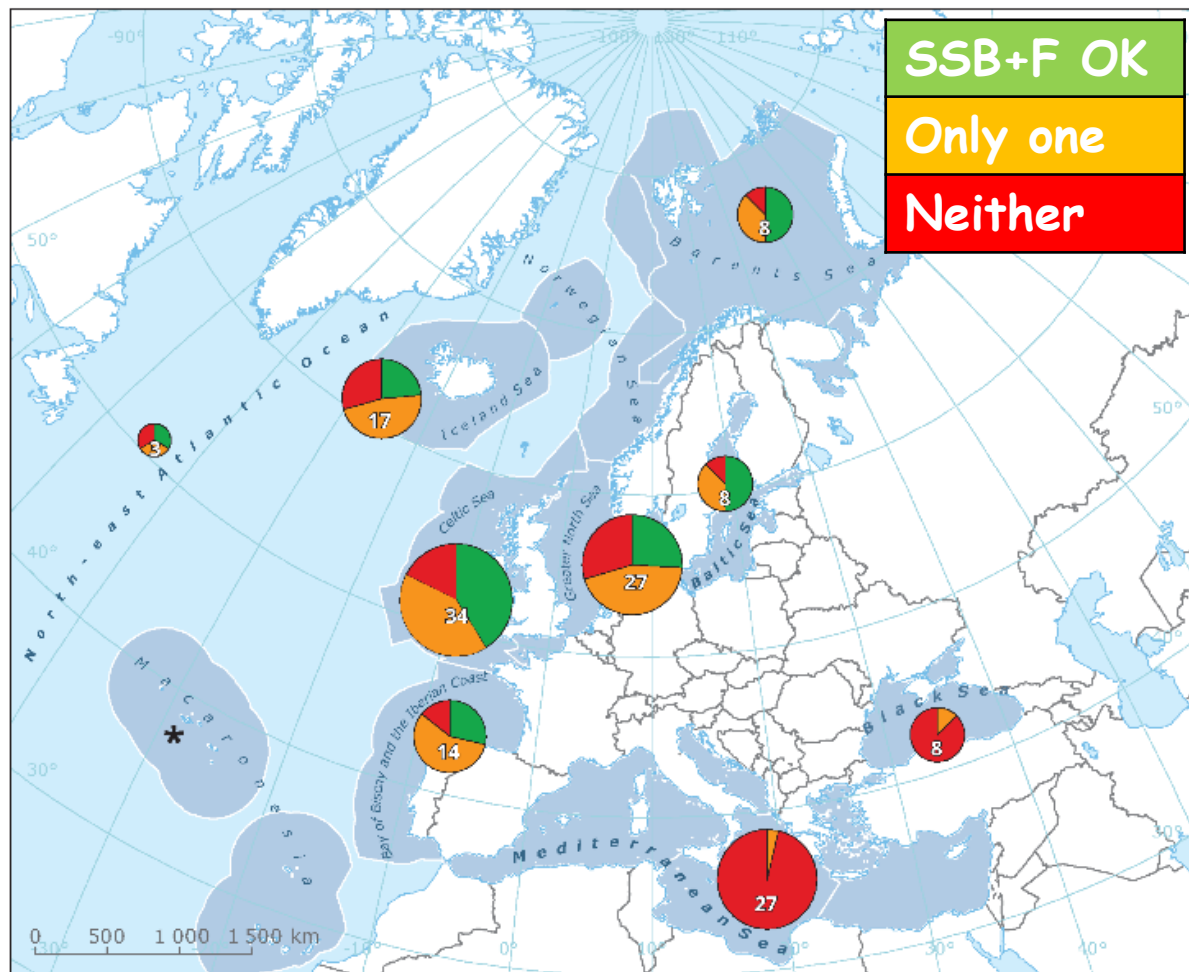 -90°
-100°
120°
110°
SSB+F OK
Only one
Neither
50°
8
Barents Sea
Norwegian Sea
North-east Atlantic Ocean
Iceland Sea
17
3
50°
8
Celtic Sea
Greater North Sea
Baltic Sea
40°
27
34
Macaronesia
*
Bay of Biscay and the Iberian Coast
14
Black Sea
8
30°
Mediterranean Sea
27
0 500 1 000 1 500 km
0°
10°
20°
30°
40°